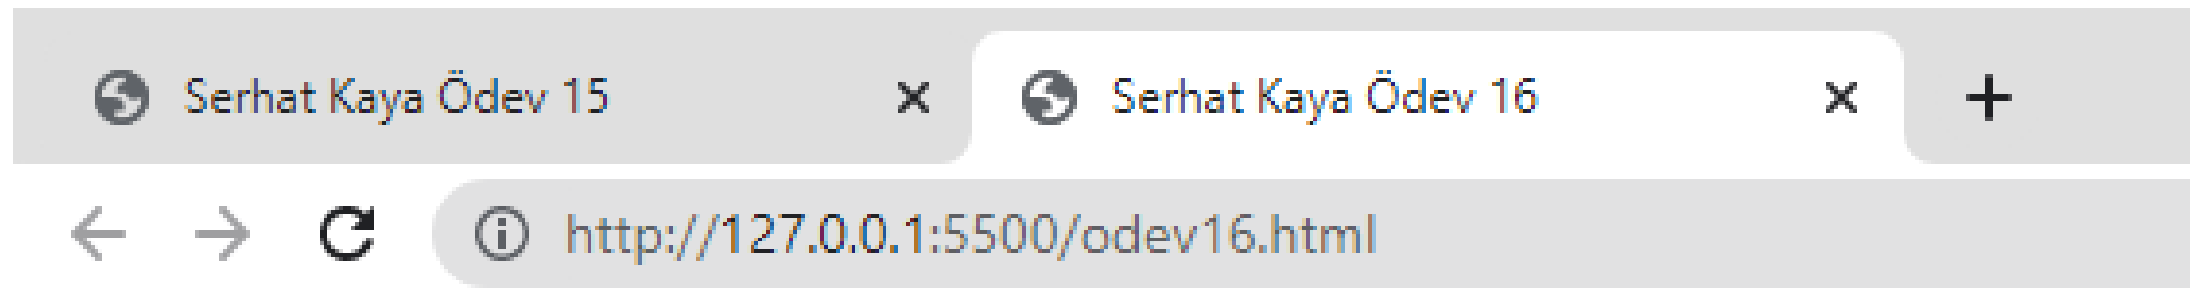 Serhat Kaya Ödev 15 Serhat Kaya Ödev 16
http://127.0.0.1:5500/odev16.html